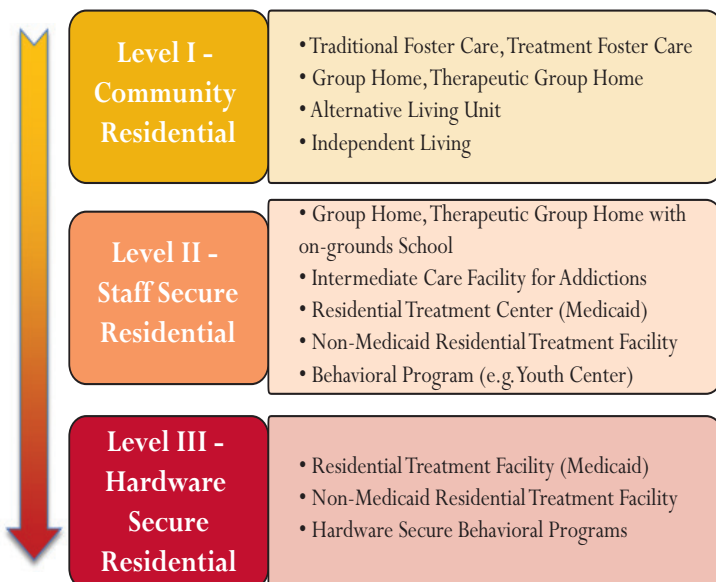 Level I -
Community
Residential
• Traditional Foster Care, Treatment Foster Care
• Group Home, Therapeutic Group Home
• Alternative Living Unit
• Independent Living
Level II -
Staff Secure
Residential
• Group Home, Therapeutic Group Home with
on-grounds School
• Intermediate Care Facility for Addictions
• Residential Treatment Center (Medicaid)
• Non-Medicaid Residential Treatment Facility
• Behavioral Program (e.g. Youth Center)
Level III -
Hardware
Secure
Residential
• Residential Treatment Facility (Medicaid)
• Non-Medicaid Residential Treatment Facility
• Hardware Secure Behavioral Programs